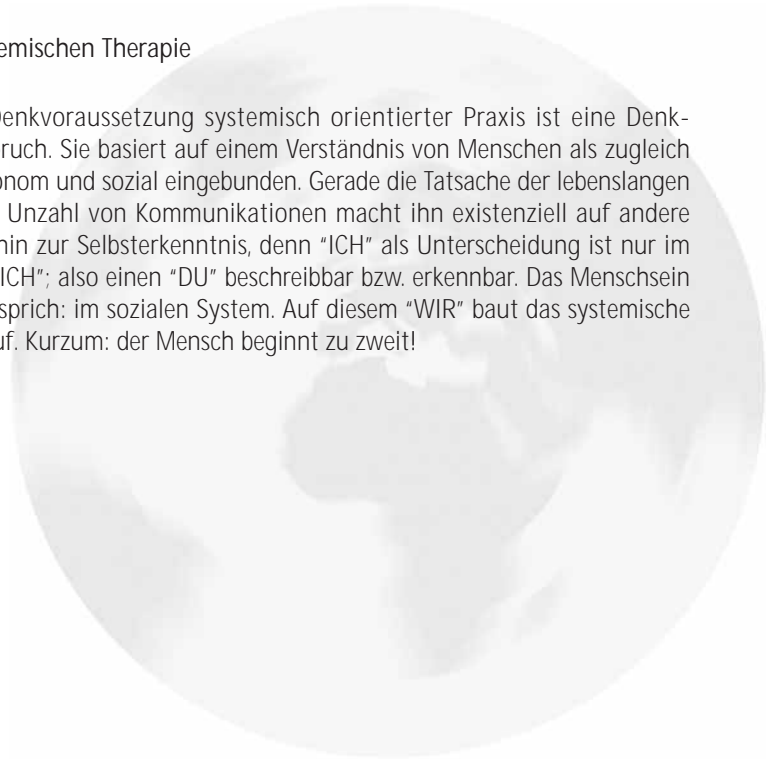 emischen Therapie
Denkvoraussetzung systemisch orientierter Praxis ist eine Denk-
ruch. Sie basiert auf einem Verständnis von Menschen als zugleich
onom und sozial eingebunden. Gerade die Tatsache der lebenslangen
Unzahl von Kommunikationen macht ihn existenziell auf andere
hin zur Selbsterkenntnis, denn “ICH” als Unterscheidung ist nur im
ICH”; also einen “DU” beschreibbar bzw. erkennbar. Das Menschsein
sprich: im sozialen System. Auf diesem “WIR” baut das systemische
uf. Kurzum: der Mensch beginnt zu zweit!